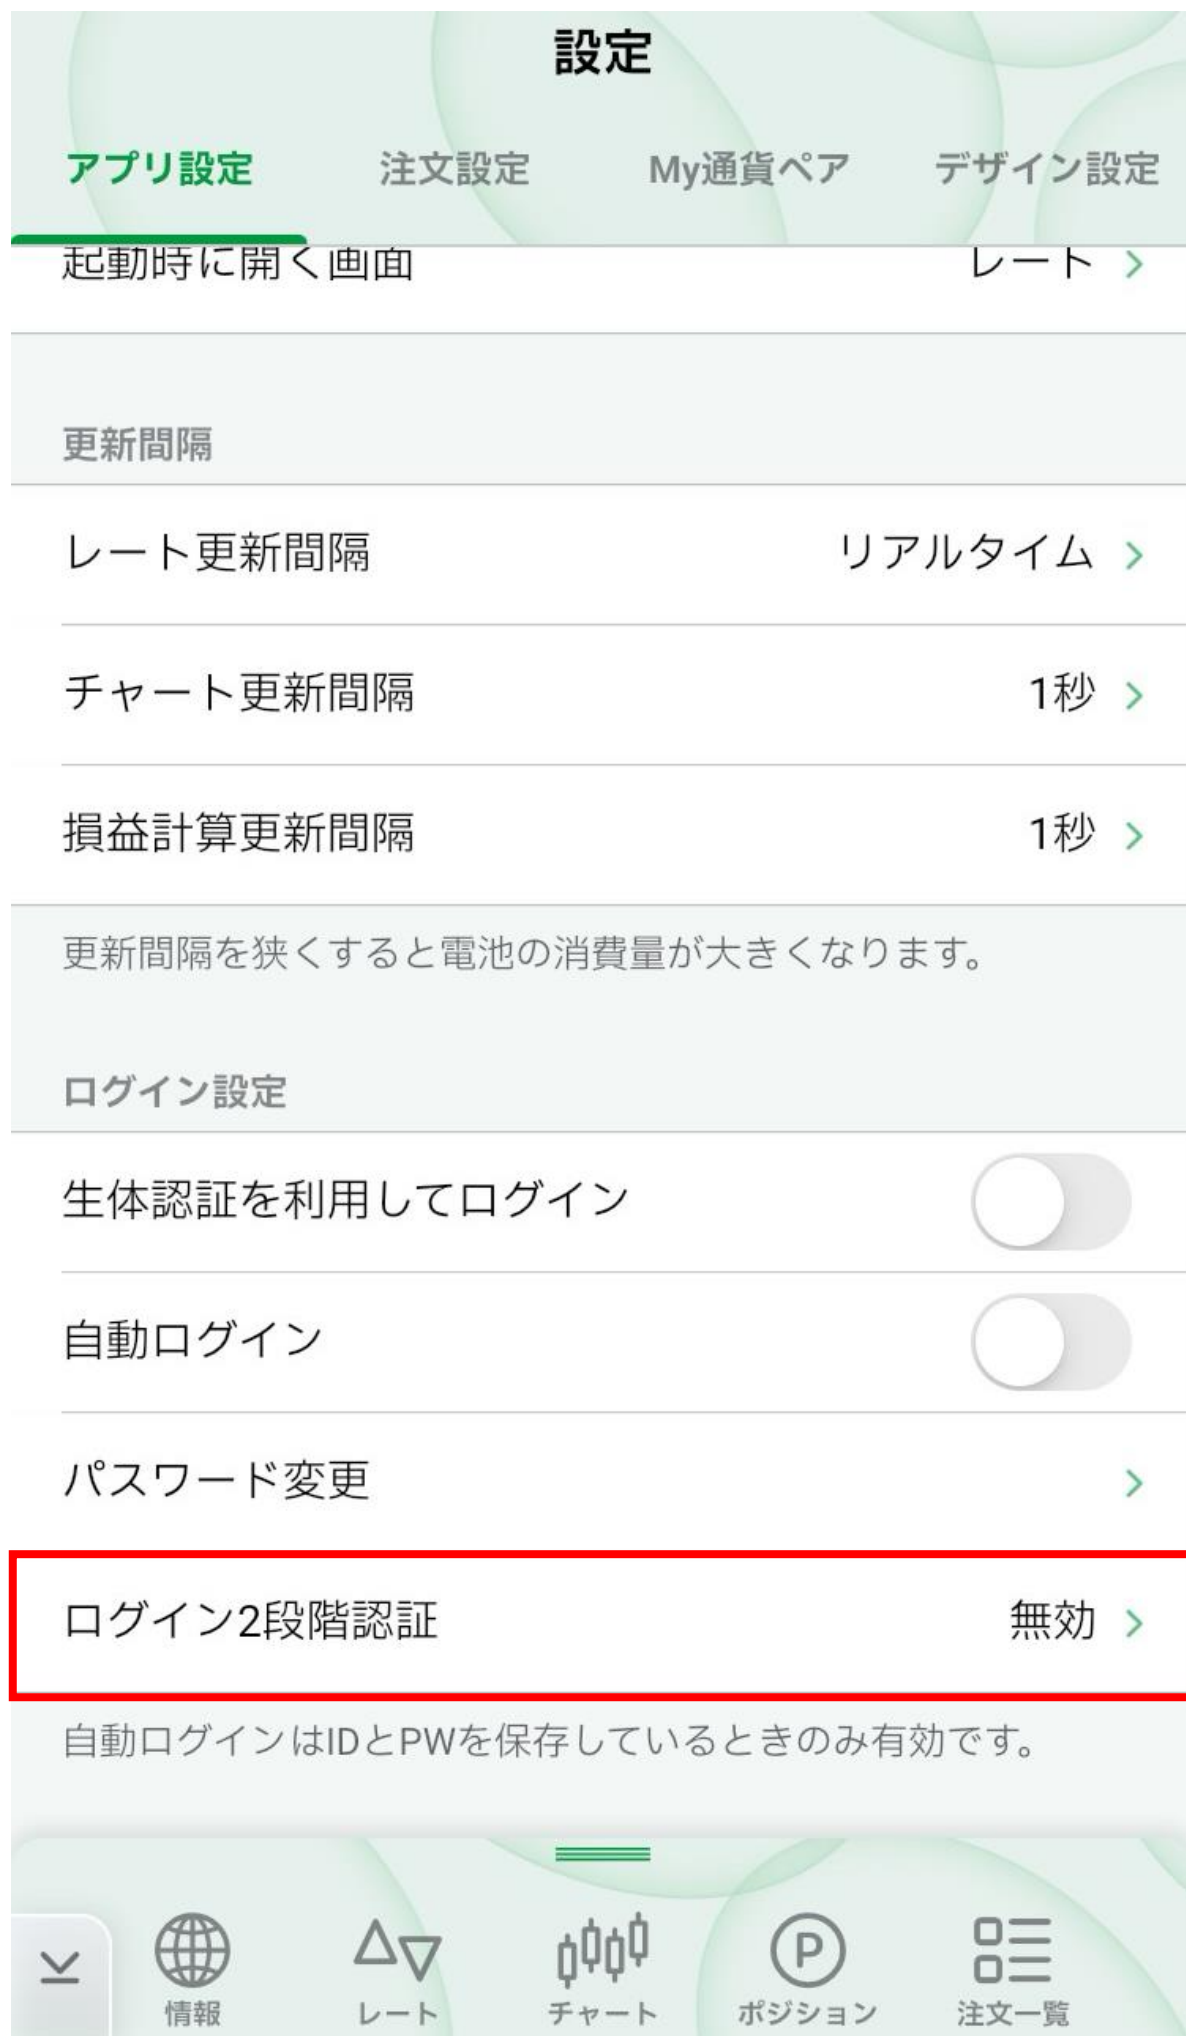 設定
アプリ設定 注文設定 My通貨ペア デザイン設定
起動時に開く画面 レート
更新間隔
レート更新間隔 リアルタイム
チャート更新間隔 1秒
損益計算更新間隔 1秒
更新間隔を狭くすると電池の消費量が大きくなります。
ログイン設定
生体認証を利用してログイン
自動ログイン
パスワード変更
ログイン2段階認証 無効
自動ログインはIDとPWを保存しているときのみ有効です。
情報 レート チャート ポジション 注文一覧